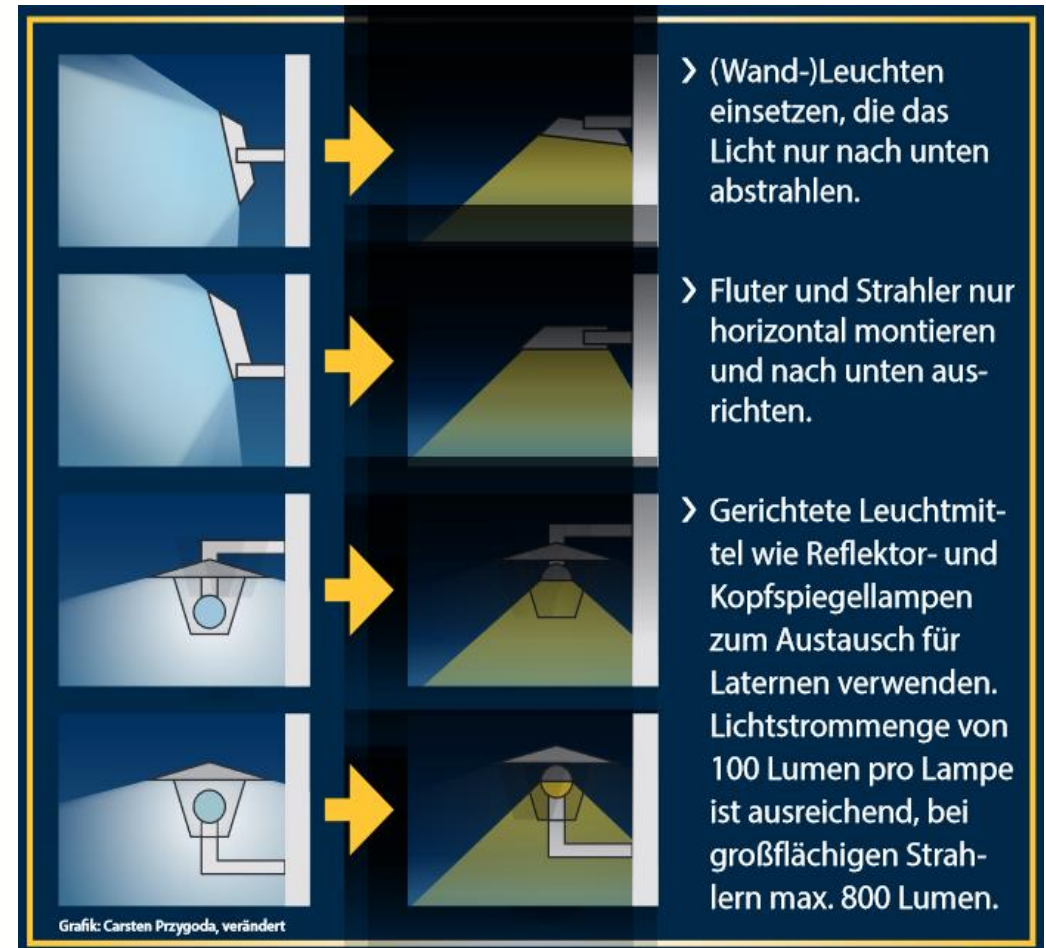 › (Wand-)Leuchten
einsetzen, die das
Licht nur nach unten
abstrahlen.
› Fluter und Strahler nur
horizontal montieren
und nach unten aus-
richten.
› Gerichtete Leuchtmit-
tel wie Reflektor- und
Kopfspiegellampen
zum Austausch für
Laternen verwenden.
Lichtstrommenge von
100 Lumen pro Lampe
ist ausreichend, bei
großflächigen Strah-
lern max. 800 Lumen.
Grafik: Carsten Przygoda, verändert